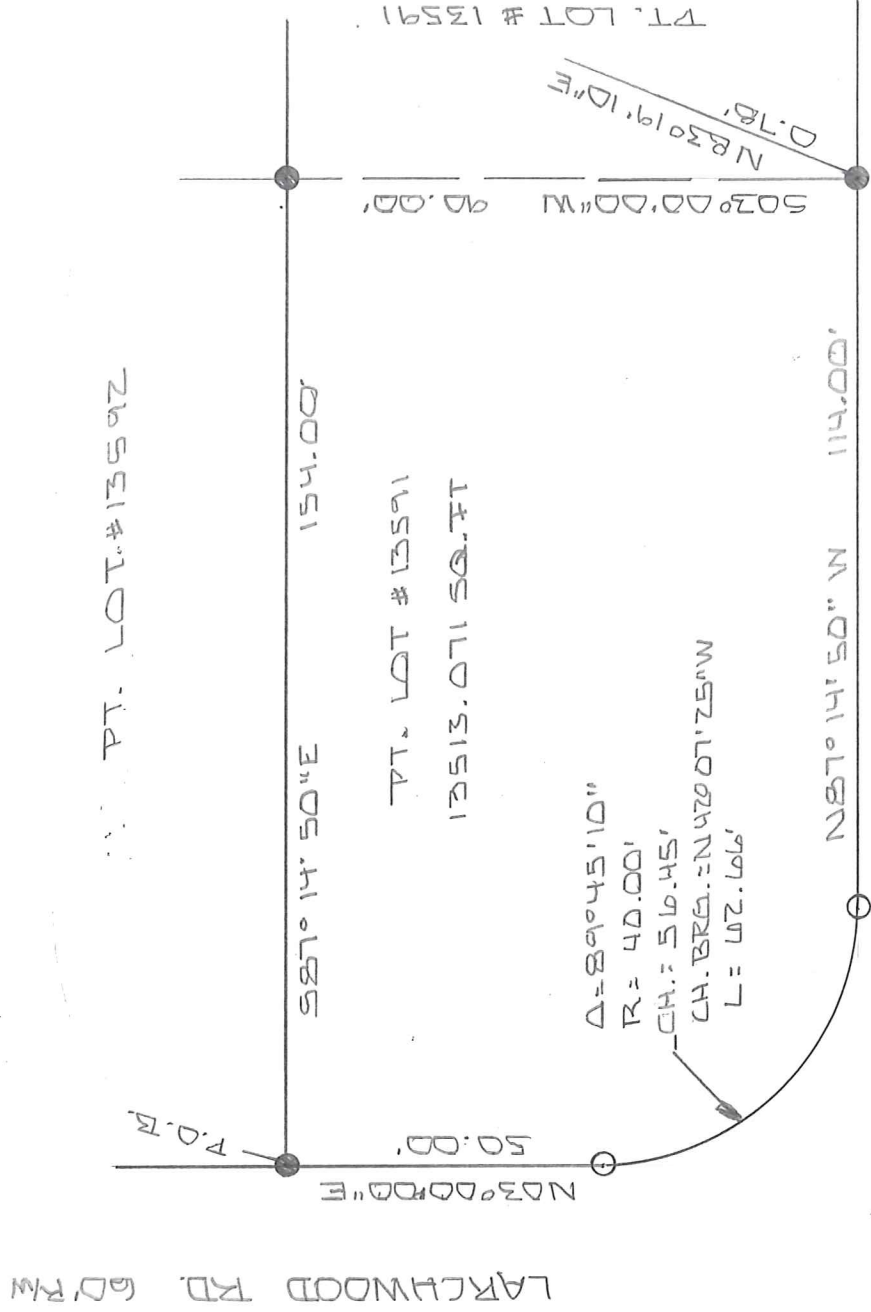 PT. LOT #13592
PT. LOT # 13591
N83°19'10"E
0.78'
P.O.B.
S87° 14' 50"E 154.00'
S03°00'00"W 90.00'
PT. LOT #13591
13513.071 SQ.FT
N03°00'00"E
50.00'
Δ=89°45'10"
R= 40.00'
CH.= 56.45'
CH. BRG.=N42°07'25"W
L= 62.66'
N87°14'50" W 114.00'
LARCHWOOD RD. 60'R/W